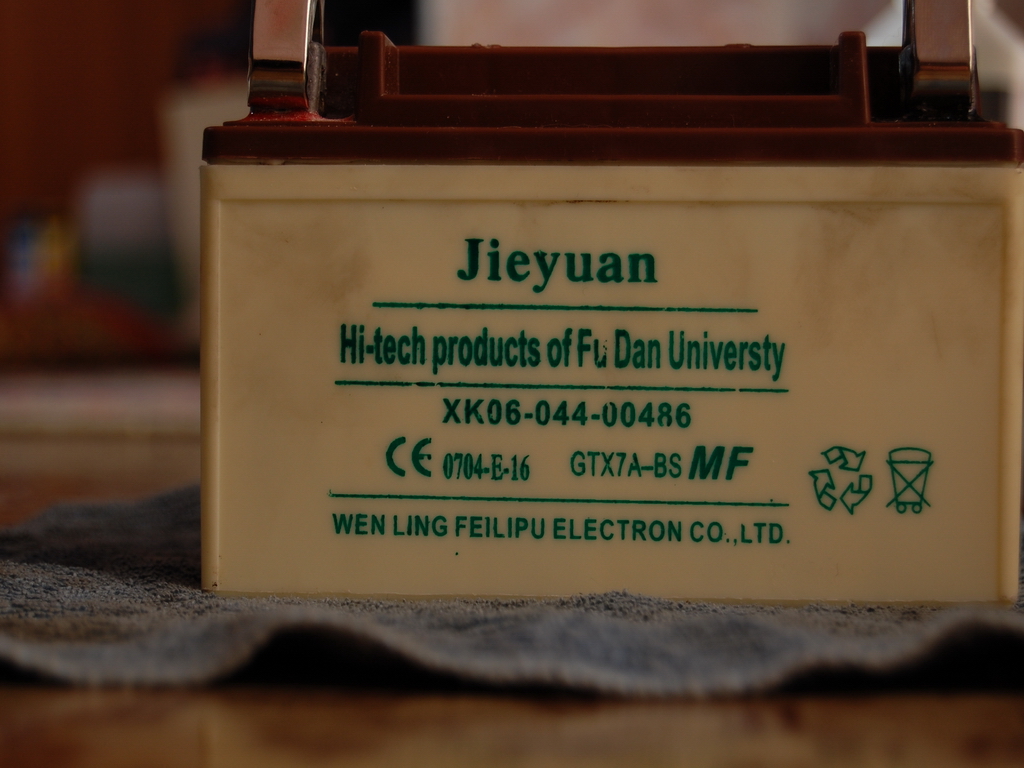 Jieyuan
Hi-tech products of Fu Dan Universty
XK06-044-00486
CE 0704-E-16 GTX7A-BS MF
WEN LING FEILIPU ELECTRON CO.,LTD.